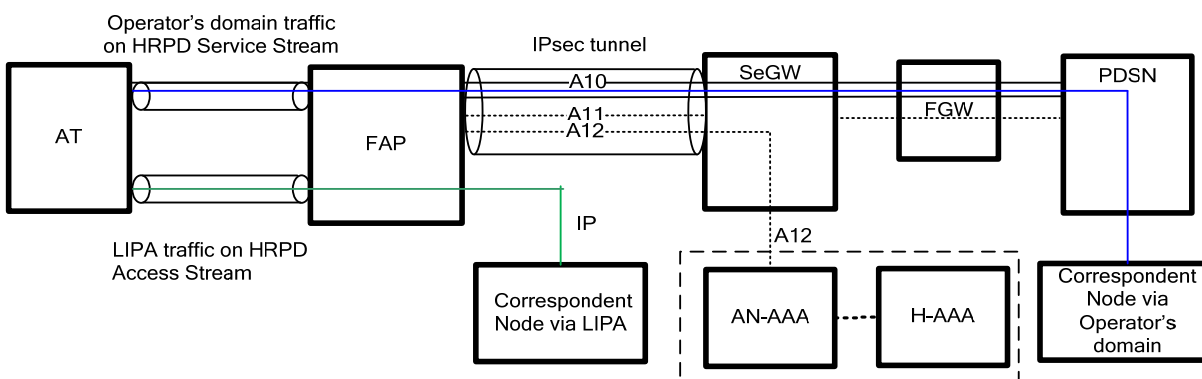 Operator's domain traffic
on HRPD Service Stream
IPsec tunnel
AT
FAP
A10
A11
A12
SeGW
FGW
PDSN
LIPA traffic on HRPD
Access Stream
IP
Correspondent
Node via LIPA
A12
AN-AAA
H-AAA
Correspondent
Node via
Operator's
domain